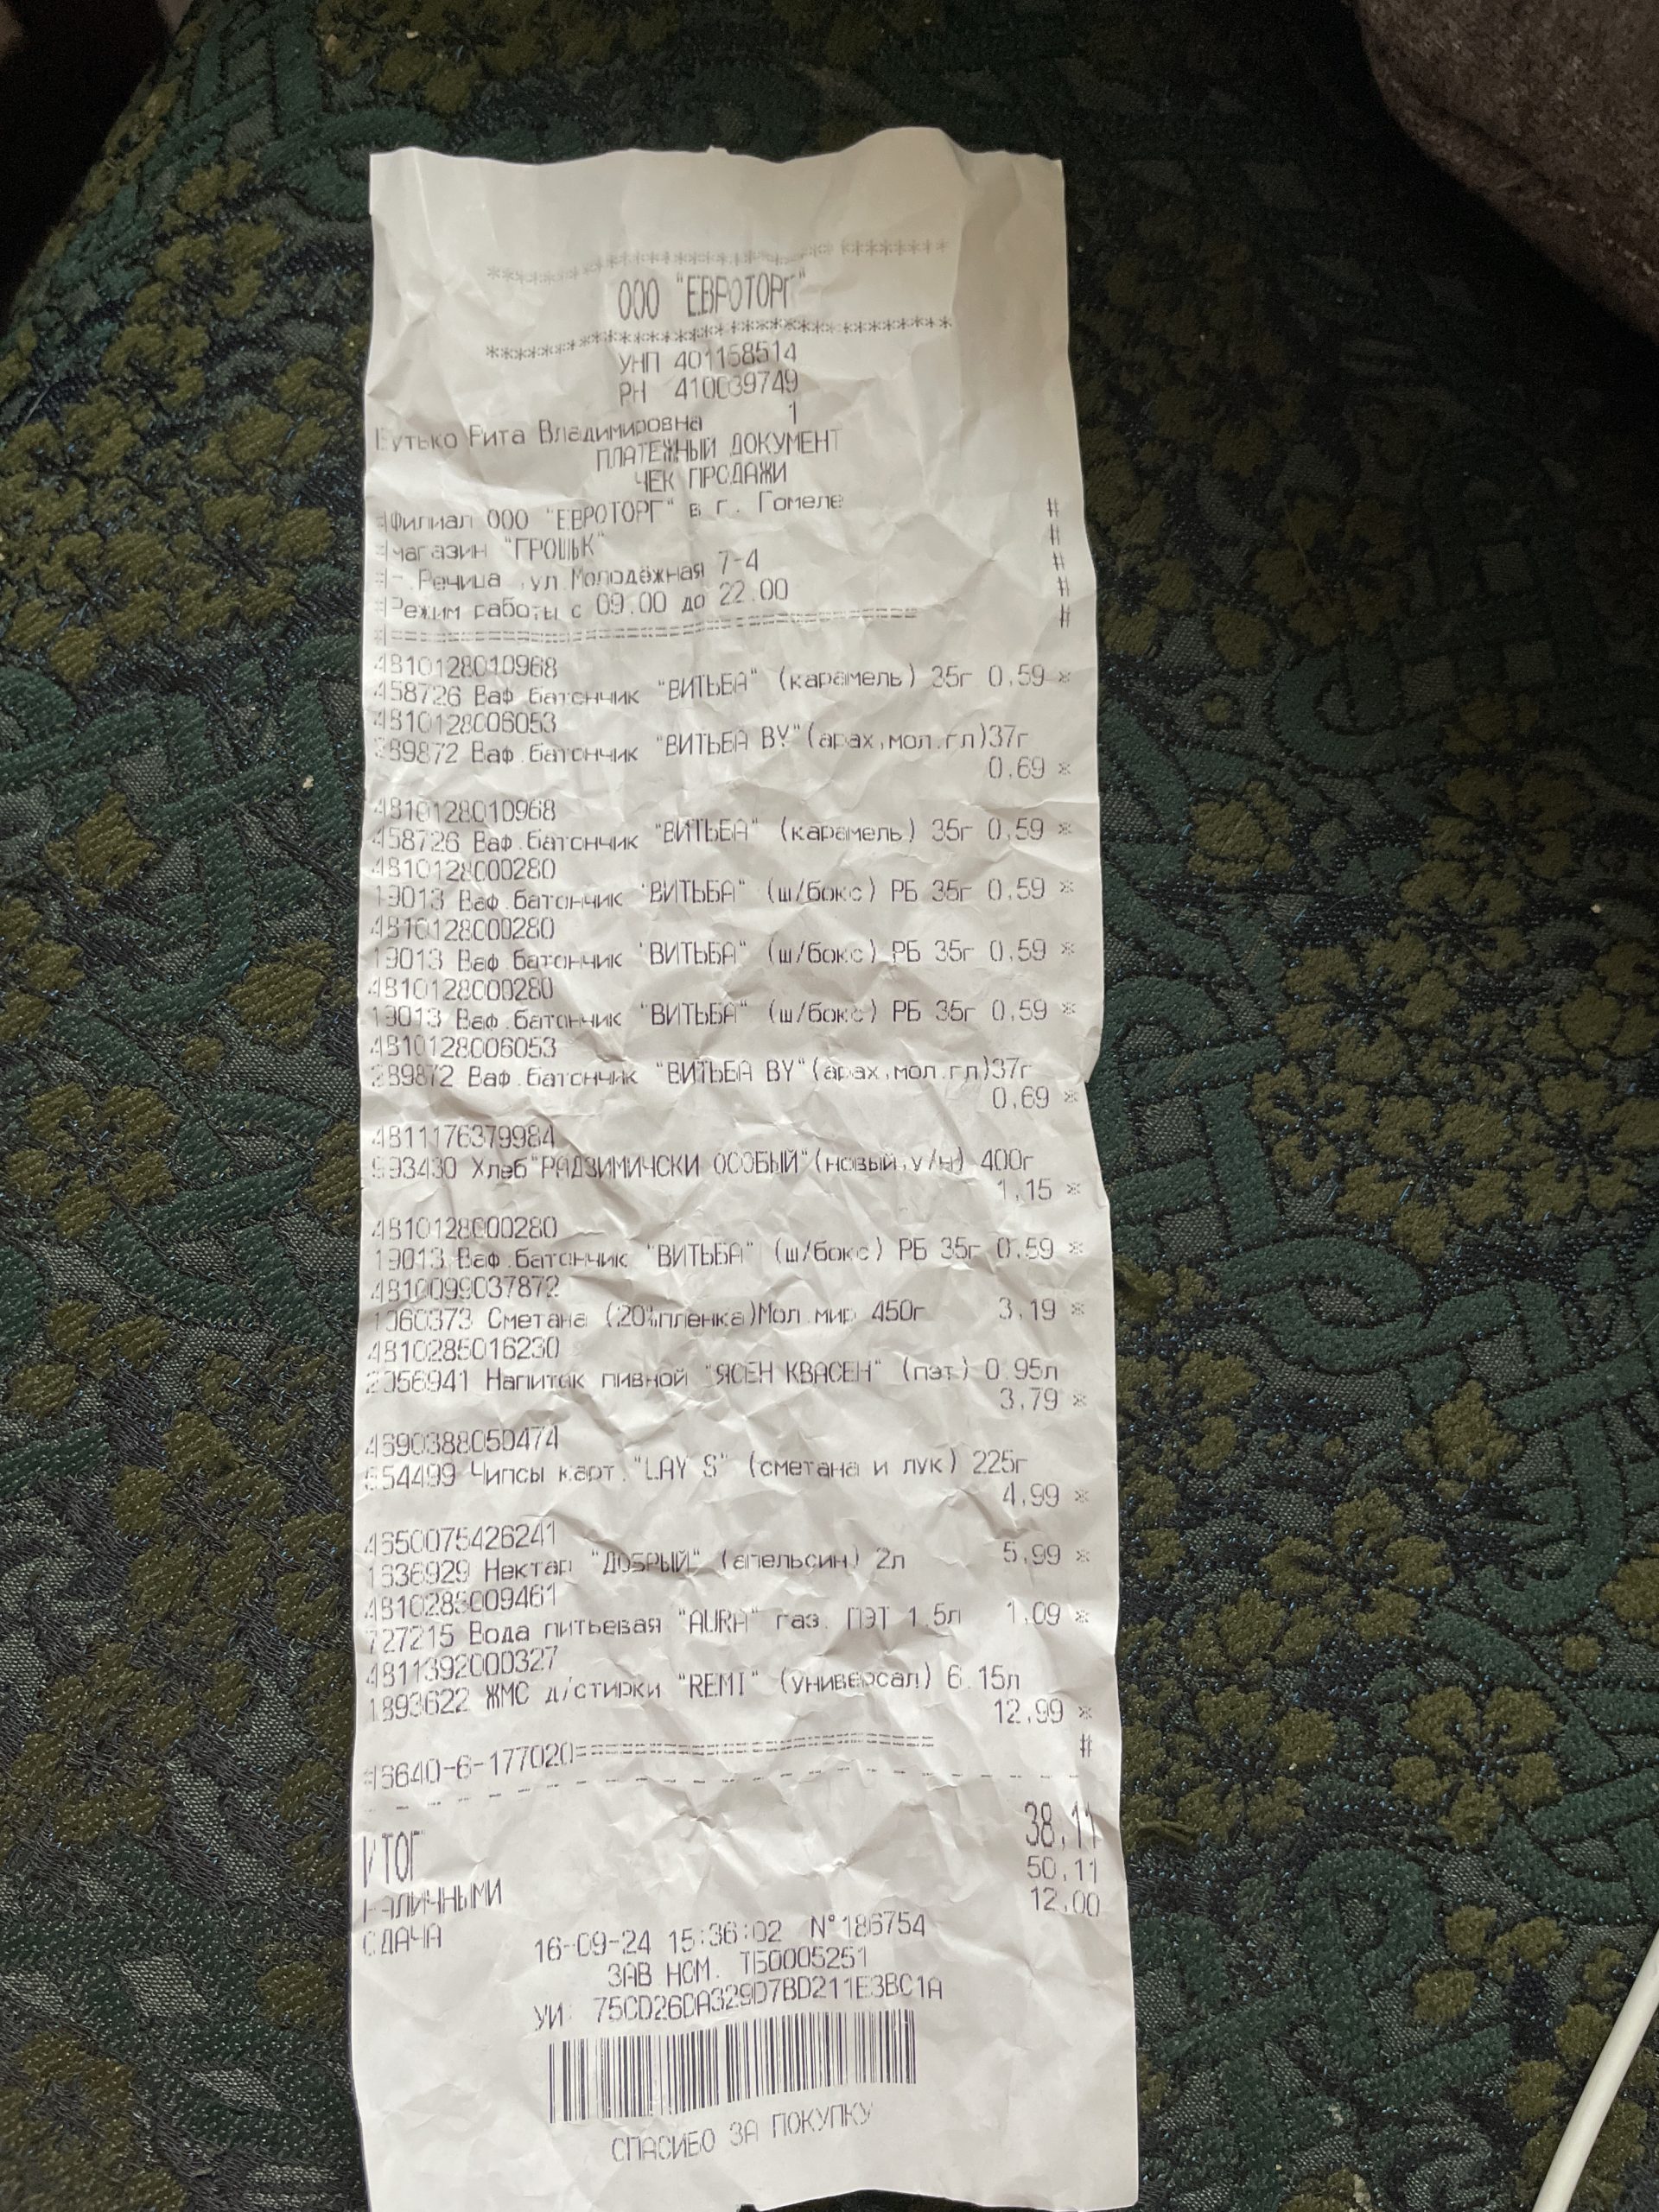 ********************************
ООО "ЕВРОТОРГ"
********************************
УНП 401158514
РН 410039749
Рита Владимировна 1
ПЛАТЕЖНЫЙ ДОКУМЕНТ
ЧЕК ПРОДАЖИ
#Филиал ООО "ЕВРОТОРГ" в г. Гомеле #
#магазин "ГРОШЫК" #
Речица ,ул.Молодёжная 7-4 #
#Режим работы с 09.00 до 22.00 #
#======================================== #
4810128010968
458726 Ваф.батончик "ВИТЬБА" (карамель) 35г 0,59 *
4810128006053
289872 Ваф.батончик "ВИТЬБА BY"(арах,мол.гл)37г
0,69 *
4810128010968
458726 Ваф.батончик "ВИТЬБА" (карамель) 35г 0,59 *
4810128000280
19013 Ваф.батончик "ВИТЬБА" (ш/бокс) РБ 35г 0,59 *
4810128000280
19013 Ваф.батончик "ВИТЬБА" (ш/бокс) РБ 35г 0,59 *
4810128000280
19013 Ваф.батончик "ВИТЬБА" (ш/бокс) РБ 35г 0,59 *
4810128006053
289872 Ваф.батончик "ВИТЬБА BY"(арах,мол.гл)37г
0,69 *
4811176379984
993430 Хлеб"РАДЗИМИЧСКИ ОСОБЫЙ"(новый,у/н) 400г
1,15 *
4810128000280
19013 Ваф.батончик "ВИТЬБА" (ш/бокс) РБ 35г 0,59 *
4810099037872
1060373 Сметана (20%пленка)Мол.мир 450г 3,19 *
4810285016230
2056941 Напиток пивной "ЯСЕН КВАСЕН" (пэт) 0.95л
3,79 *
4690388050474
554499 Чипсы карт."LAY S" (сметана и лук) 225г
4,99 *
4650075426241
1636929 Нектар "ДОБРЫЙ" (апельсин) 2л 5,99 *
4810285009461
727215 Вода питьевая "AURA" газ. ПЭТ 1.5л 1,09 *
4811392000327
1893622 ЖМС д/стирки "REMI" (универсал) 6.15л
12,99 *
#16640-6-177020============================ #
ИТОГ 38,11
НАЛИЧНЫМИ 50,11
СДАЧА 12,00
16-09-24 15:36:02 N°186754
ЗАВ НОМ. ТБ0005251
УИ: 75CD26DA329D7BD211E3BC1A
СПАСИБО ЗА ПОКУПКУ